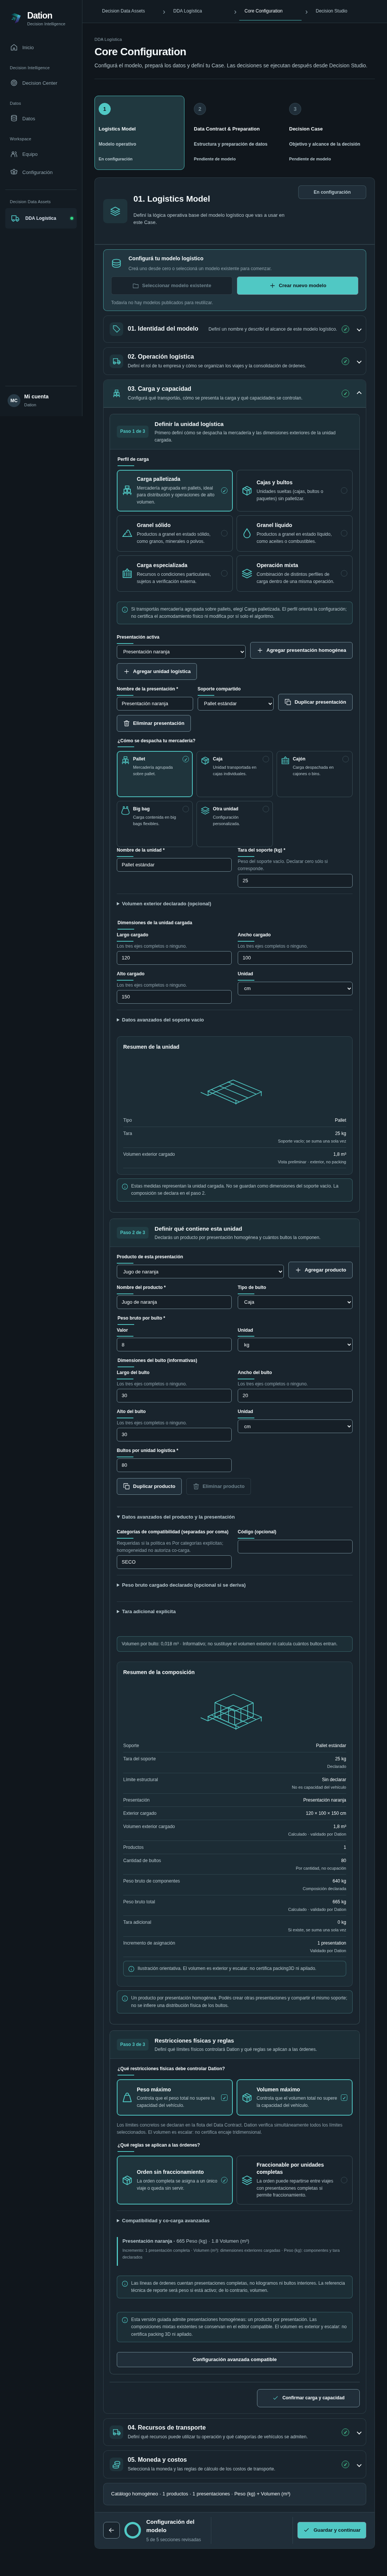 Dation
Decision Intelligence
Inicio
Decision Intelligence
Decision Center
Datos
Datos
Workspace
Equipo
Configuración
Decision Data Assets
DDA Logística
MC
Mi cuenta
Dation
Decision Data Assets
DDA Logística
Core Configuration
Decision Studio
DDA Logística
Core Configuration
Configurá el modelo, prepará los datos y definí tu Case. Las decisiones se ejecutan después desde Decision Studio.
1
Logistics Model
Modelo operativo
En configuración
2
Data Contract & Preparation
Estructura y preparación de datos
Pendiente de modelo
3
Decision Case
Objetivo y alcance de la decisión
Pendiente de modelo
01. Logistics Model
Definí la lógica operativa base del modelo logístico que vas a usar en este Case.
En configuración
Configurá tu modelo logístico
Creá uno desde cero o seleccioná un modelo existente para comenzar.
Seleccionar modelo existente
Crear nuevo modelo
Todavía no hay modelos publicados para reutilizar.
01. Identidad del modelo
Definí un nombre y describí el alcance de este modelo logístico.
02. Operación logística
Definí el rol de tu empresa y cómo se organizan los viajes y la consolidación de órdenes.
03. Carga y capacidad
Configurá qué transportás, cómo se presenta la carga y qué capacidades se controlan.
Paso 1 de 3
Definir la unidad logística
Primero definí cómo se despacha tu mercadería y las dimensiones exteriores de la unidad cargada.
Perfil de carga
Carga palletizada
Mercadería agrupada en pallets, ideal para distribución y operaciones de alto volumen.
Cajas y bultos
Unidades sueltas (cajas, bultos o paquetes) sin palletizar.
Granel sólido
Productos a granel en estado sólido, como granos, minerales o polvos.
Granel líquido
Productos a granel en estado líquido, como aceites o combustibles.
Carga especializada
Recursos o condiciones particulares, sujetos a verificación externa.
Operación mixta
Combinación de distintos perfiles de carga dentro de una misma operación.
Si transportás mercadería agrupada sobre pallets, elegí Carga palletizada. El perfil orienta la configuración; no certifica el acomodamiento físico ni modifica por sí solo el algoritmo.
Presentación activa
Presentación naranja
Agregar presentación homogénea
Agregar unidad logística
Nombre de la presentación *
Presentación naranja
Soporte compartido
Pallet estándar
Duplicar presentación
Eliminar presentación
¿Cómo se despacha tu mercadería?
Pallet
Mercadería agrupada sobre pallet.
Caja
Unidad transportada en cajas individuales.
Cajón
Carga despachada en cajones o kins.
Big bag
Carga contenida en big bags flexibles.
Otra unidad
Configuración personalizada.
Nombre de la unidad *
Pallet estándar
Tara del soporte (kg) *
Peso del soporte vacío. Declarar cero sólo si corresponde.
25
Volumen exterior declarado (opcional)
Dimensiones de la unidad cargada
Largo cargado
Los tres ejes completos o ninguno.
120
Ancho cargado
Los tres ejes completos o ninguno.
100
Alto cargado
Los tres ejes completos o ninguno.
150
Unidad
cm
Datos avanzados del soporte vacío
Resumen de la unidad
Tipo
Pallet
Tara
25 kg
Soporte vacío; se suma una sola vez
Volumen exterior cargado
1,8 m³
Vista preliminar · exterior, no packing
Estas medidas representan la unidad cargada. No se guardan como dimensiones del soporte vacío. La composición se declara en el paso 2.
Paso 2 de 3
Definir qué contiene esta unidad
Declarás un producto por presentación homogénea y cuántos bultos la componen.
Producto de esta presentación
Jugo de naranja
Agregar producto
Nombre del producto *
Jugo de naranja
Tipo de bulto
Caja
Peso bruto por bulto *
Valor
8
Unidad
kg
Dimensiones del bulto (informativas)
Largo del bulto
Los tres ejes completos o ninguno.
30
Ancho del bulto
Los tres ejes completos o ninguno.
20
Alto del bulto
Los tres ejes completos o ninguno.
30
Unidad
cm
Bultos por unidad logística *
80
Duplicar producto
Eliminar producto
Datos avanzados del producto y la presentación
Categorías de compatibilidad (separadas por coma)
Requeridas si la política es Por categorías explícitas; homogeneidad no autoriza co-carga.
SECO
Código (opcional)
Peso bruto cargado declarado (opcional si se deriva)
Tara adicional explícita
Volumen por bulto: 0,018 m³ · Informativo; no sustituye el volumen exterior ni calcula cuántos bultos entran.
Resumen de la composición
Soporte
Pallet estándar
Tara del soporte
25 kg
Declarado
Límite estructural
Sin declarar
No es capacidad del vehículo
Presentación
Presentación naranja
Exterior cargado
120 × 100 × 150 cm
Volumen exterior cargado
1,8 m³
Calculado · validado por Dation
Productos
1
Cantidad de bultos
80
Por cantidad, no ocupación
Peso bruto de componentes
640 kg
Composición declarada
Peso bruto total
665 kg
Calculado · validado por Dation
Tara adicional
0 kg
Si existe, se suma una sola vez
Incremento de asignación
1 presentation
Validado por Dation
Ilustración orientativa. El volumen es exterior y escalar: no certifica packing3D ni apilado.
Un producto por presentación homogénea. Podés crear otras presentaciones y compartir el mismo soporte; no se infiere una distribución física de los bultos.
Paso 3 de 3
Restricciones físicas y reglas
Definí qué límites físicos controlará Dation y qué reglas se aplican a las órdenes.
¿Qué restricciones físicas debe controlar Dation?
Peso máximo
Controla que el peso total no supere la capacidad del vehículo.
Volumen máximo
Controla que el volumen total no supere la capacidad del vehículo.
Los límites concretos se declaran en la flota del Data Contract. Dation verifica simultáneamente todos los límites seleccionados. El volumen es escalar: no certifica encaje tridimensional.
¿Qué reglas se aplican a las órdenes?
Orden sin fraccionamiento
La orden completa se asigna a un único viaje o queda sin servir.
Fraccionable por unidades completas
La orden puede repartirse entre viajes con presentaciones completas si permite fraccionamiento.
Compatibilidad y co-carga avanzadas
Presentación naranja · 665 Peso (kg) · 1.8 Volumen (m³)
Incremento: 1 presentación completa · Volumen (m³): dimensiones exteriores cargadas · Peso (kg): componentes y tara declarados
Las líneas de órdenes cuentan presentaciones completas, no kilogramos ni bultos internos. La referencia técnica de reporte será peso si está activo; de lo contrario, volumen.
Esta versión guiada admite presentaciones homogéneas: un producto por presentación. Las composiciones mixtas existentes se conservan en el editor compatible. El volumen es exterior y escalar: no certifica packing 3D ni apilado.
Configuración avanzada compatible
Confirmar carga y capacidad
04. Recursos de transporte
Definí qué recursos puede utilizar tu operación y qué categorías de vehículos se admiten.
05. Moneda y costos
Seleccioná la moneda y las reglas de cálculo de los costos de transporte.
Catálogo homogéneo · 1 productos · 1 presentaciones · Peso (kg) + Volumen (m³)
Configuración del modelo
5 de 5 secciones revisadas
Guardar y continuar